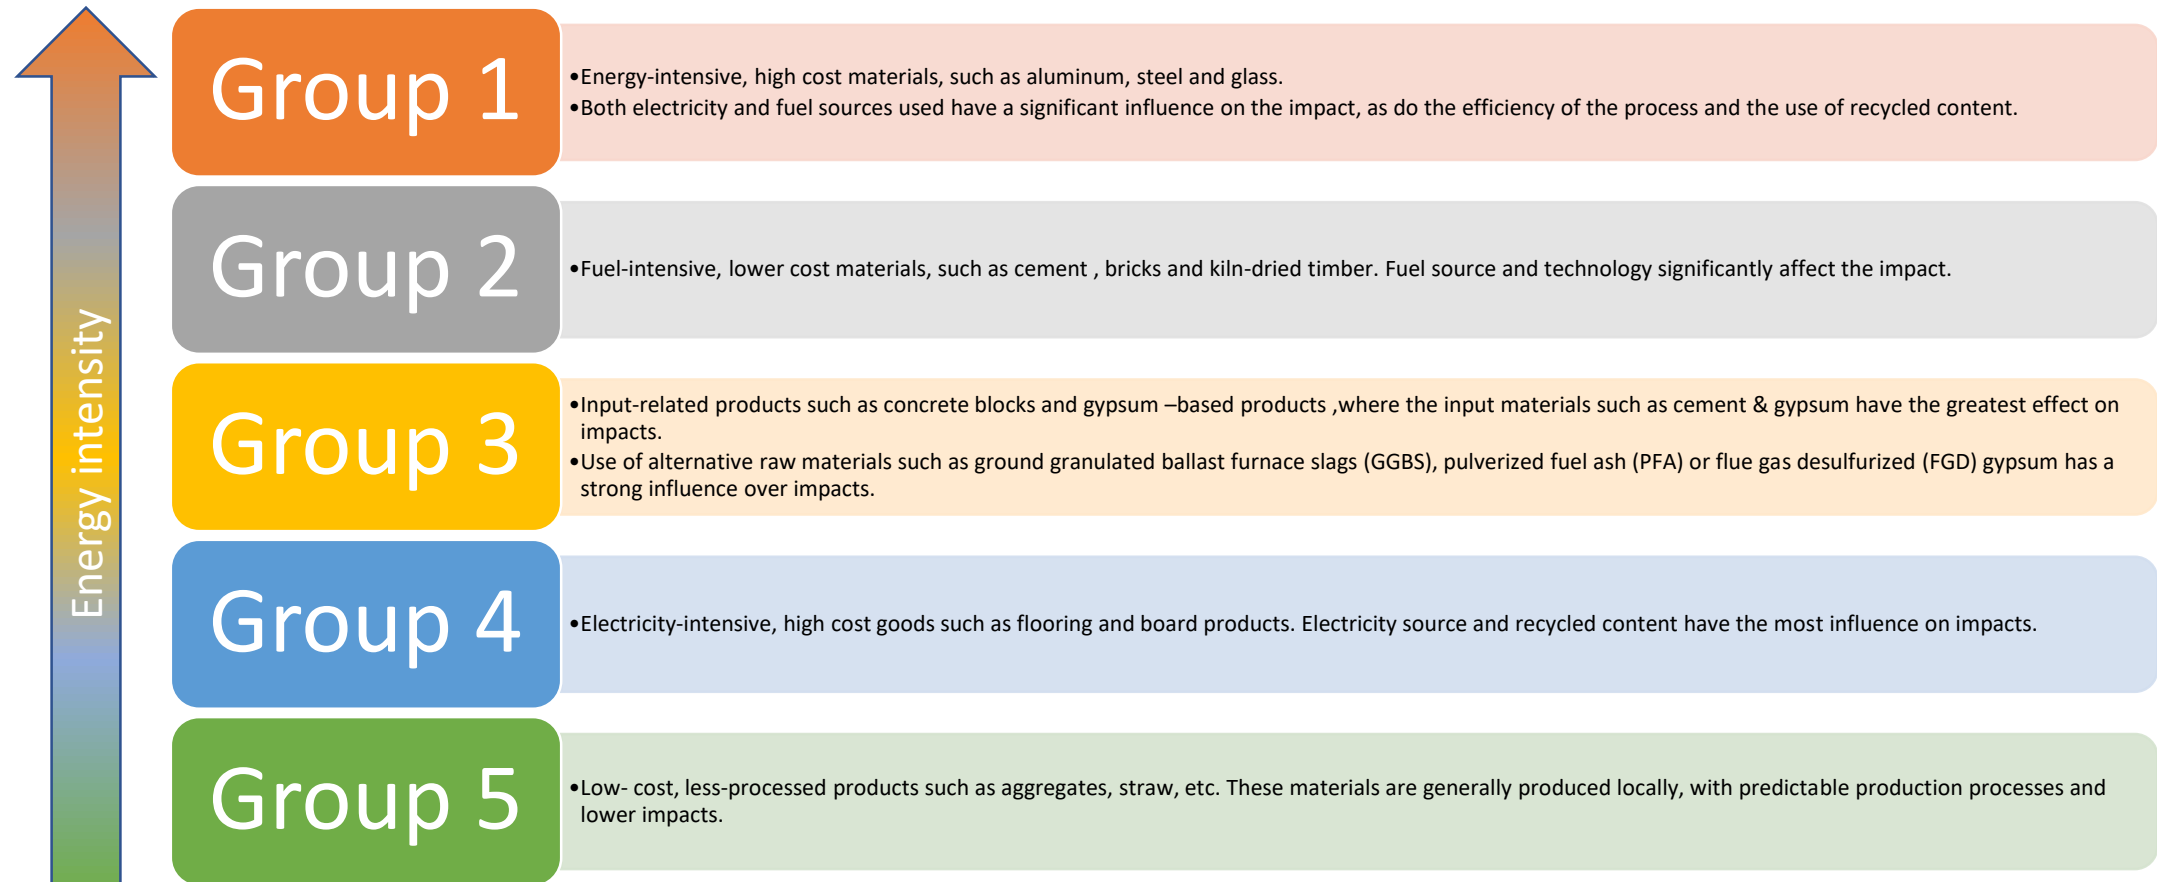 Energy intensity
Group 1
•Energy-intensive, high cost materials, such as aluminum, steel and glass.
•Both electricity and fuel sources used have a significant influence on the impact, as do the efficiency of the process and the use of recycled content.
Group 2
•Fuel-intensive, lower cost materials, such as cement , bricks and kiln-dried timber. Fuel source and technology significantly affect the impact.
Group 3
•Input-related products such as concrete blocks and gypsum –based products ,where the input materials such as cement & gypsum have the greatest effect on
impacts.
•Use of alternative raw materials such as ground granulated ballast furnace slags (GGBS), pulverized fuel ash (PFA) or flue gas desulfurized (FGD) gypsum has a
strong influence over impacts.
Group 4
•Electricity-intensive, high cost goods such as flooring and board products. Electricity source and recycled content have the most influence on impacts.
Group 5
•Low- cost, less-processed products such as aggregates, straw, etc. These materials are generally produced locally, with predictable production processes and
lower impacts.